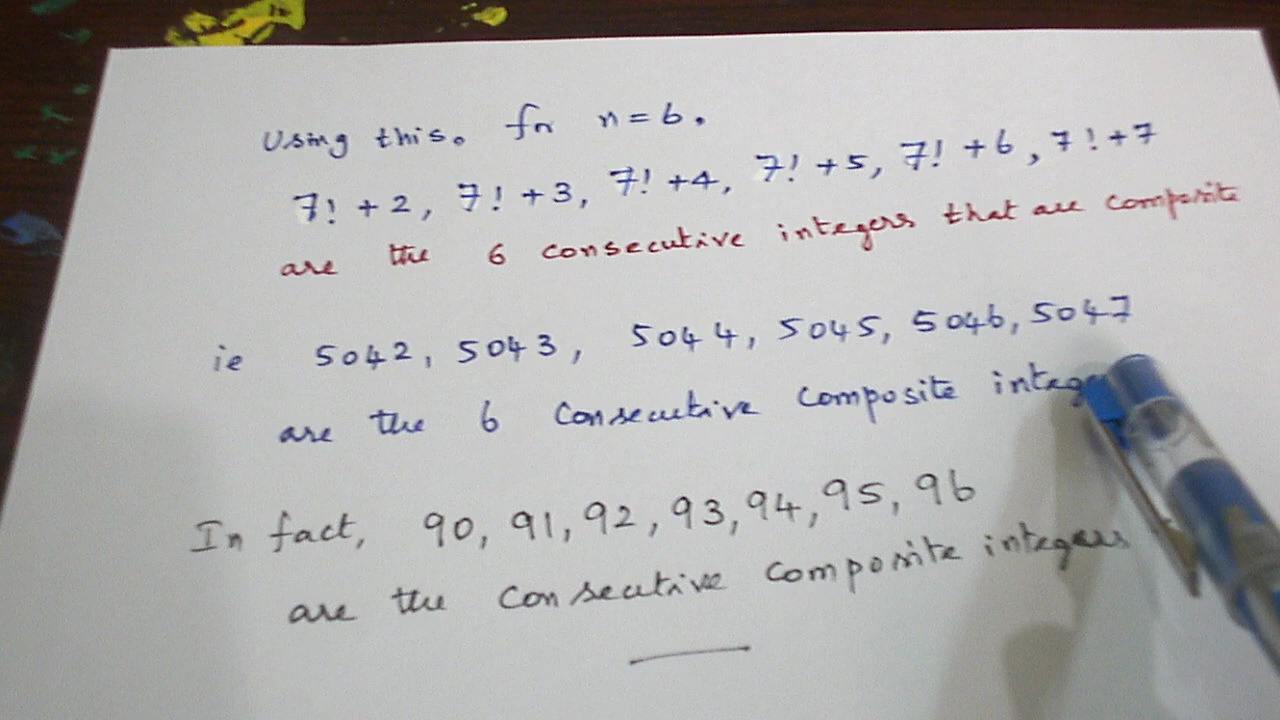 Using this. for n=6.
7! + 2, 7! + 3, 7! +4, 7! +5, 7! +6, 7! +7
are the 6 consecutive integers that are composite
ie 5042, 5043, 5044, 5045, 5046, 5047
are the 6 Consecutive Composite
In fact, 90, 91, 92, 93, 94, 95, 96
are the Consecutive Composite integers